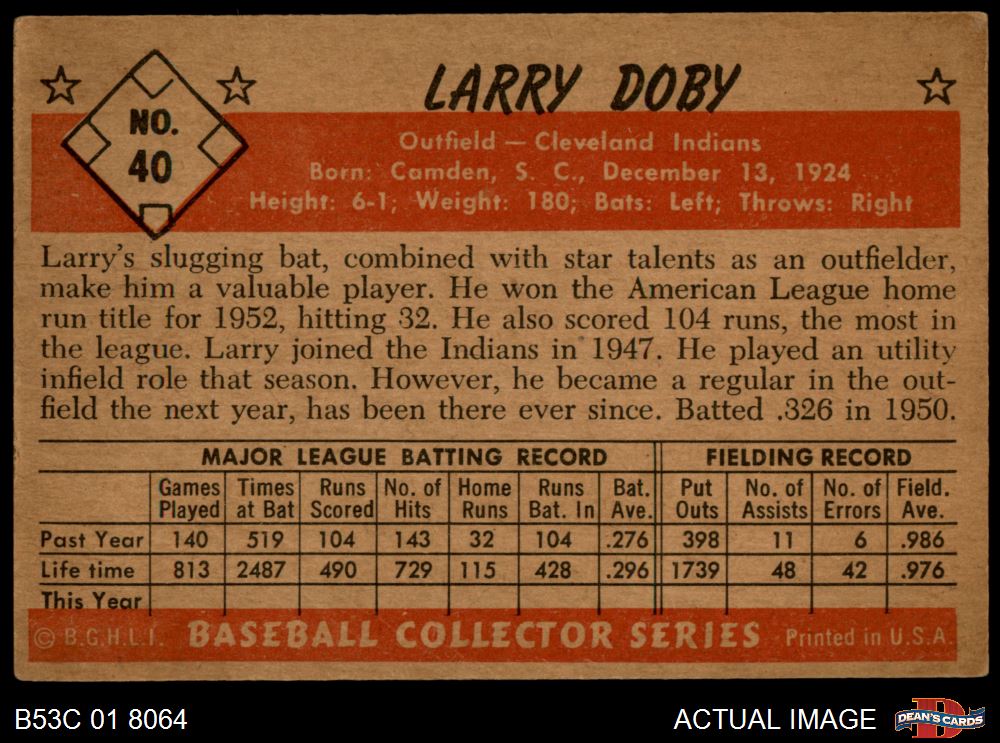 NO.
40
LARRY DOBY
Outfield — Cleveland Indians
Born: Camden, S. C., December 13, 1924
Height: 6-1; Weight: 180; Bats: Left; Throws: Right
Larry's slugging bat, combined with star talents as an outfielder,
make him a valuable player. He won the American League home
run title for 1952, hitting 32. He also scored 104 runs, the most in
the league. Larry joined the Indians in 1947. He played an utility
infield role that season. However, he became a regular in the out-
field the next year, has been there ever since. Batted .326 in 1950.
MAJOR LEAGUE BATTING RECORD FIELDING RECORD
Games Times Runs No. of Home Runs Bat. Put No. of No. of Field.
Played at Bat Scored Hits Runs Bat. In Ave. Outs Assists Errors Ave.
Past Year 140 519 104 143 32 104 .276 398 11 6 .986
Life time 813 2487 490 729 115 428 .296 1739 48 42 .976
This Year
© B.G.H.L.I. BASEBALL COLLECTOR SERIES Printed in U.S.A.
B53C 01 8064 ACTUAL IMAGE DEAN'S CARDS